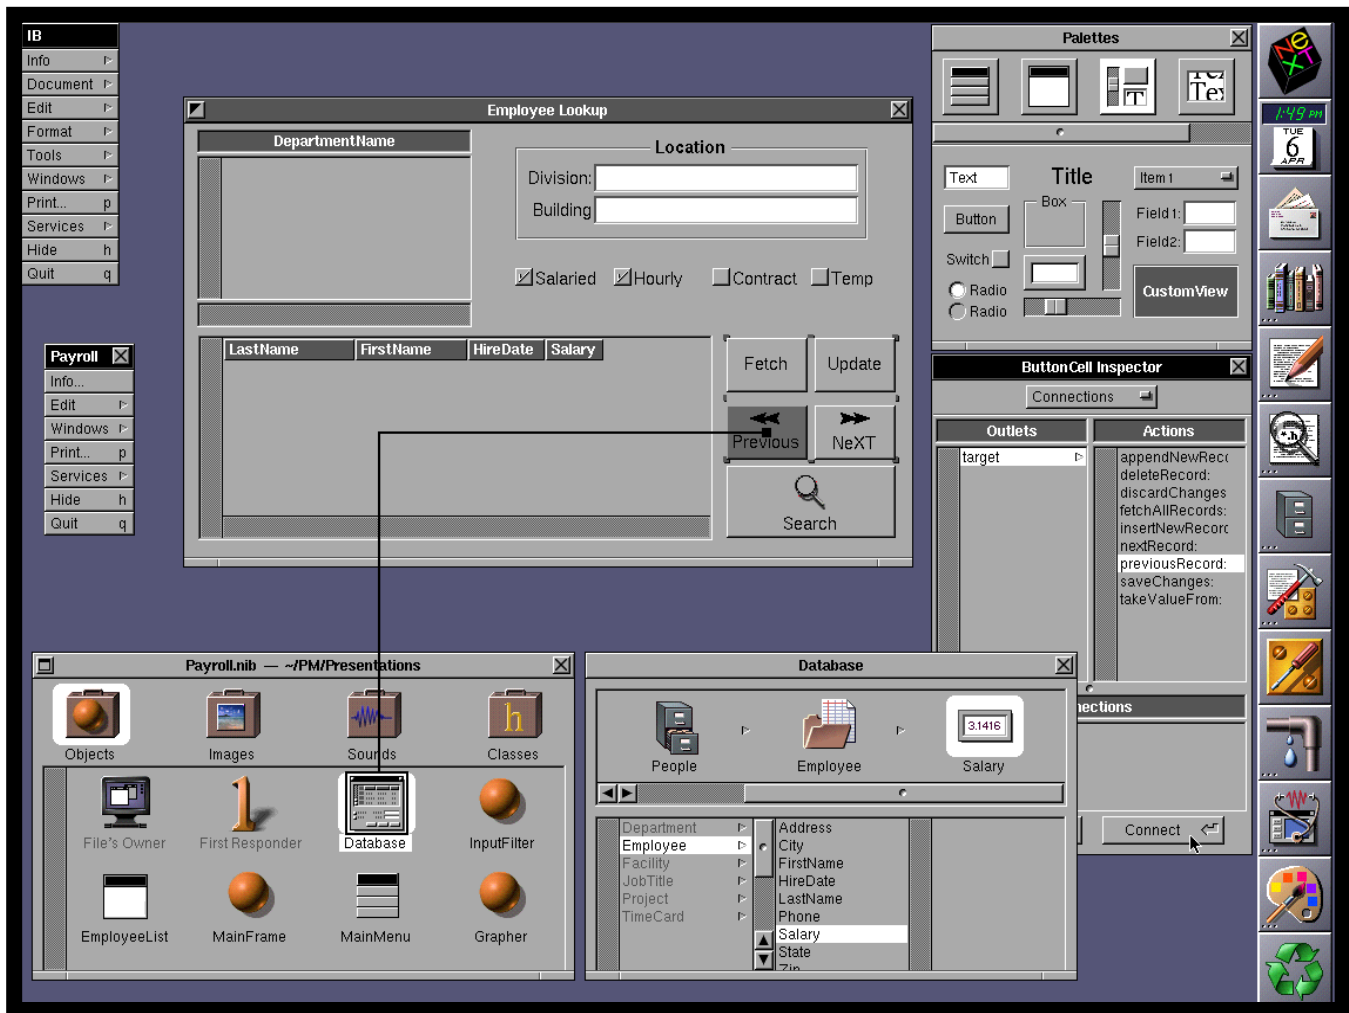 IB
Info
Document
Edit
Format
Tools
Windows
Print... p
Services
Hide h
Quit q
Payroll
Info...
Edit
Windows
Print... p
Services
Hide h
Quit q
Employee Lookup
DepartmentName
Location
Division:
Building
Salaried Hourly Contract Temp
LastName FirstName HireDate Salary
Fetch Update
Previous NeXT
Search
Palettes
T Te
Text Title Item1
Button Box Field1:
Field2:
Switch
Radio
Radio
CustomView
ButtonCell Inspector
Connections
Outlets Actions
target
appendNewRec
deleteRecord:
discardChanges
fetchAllRecords:
insertNewRecord
nextRecord:
previousRecord:
saveChanges:
takeValueFrom:
nections
Connect
Payroll.nib — ~/PM/Presentations
h
Objects Images Sounds Classes
1
File's Owner First Responder Database InputFilter
EmployeeList MainFrame MainMenu Grapher
Database
3.1416
People Employee Salary
Department
Employee
Facility
JobTitle
Project
TimeCard
Address
City
FirstName
HireDate
LastName
Phone
Salary
State
Zip
NeXT
1:49 PM
TUE
6
APR
*.h